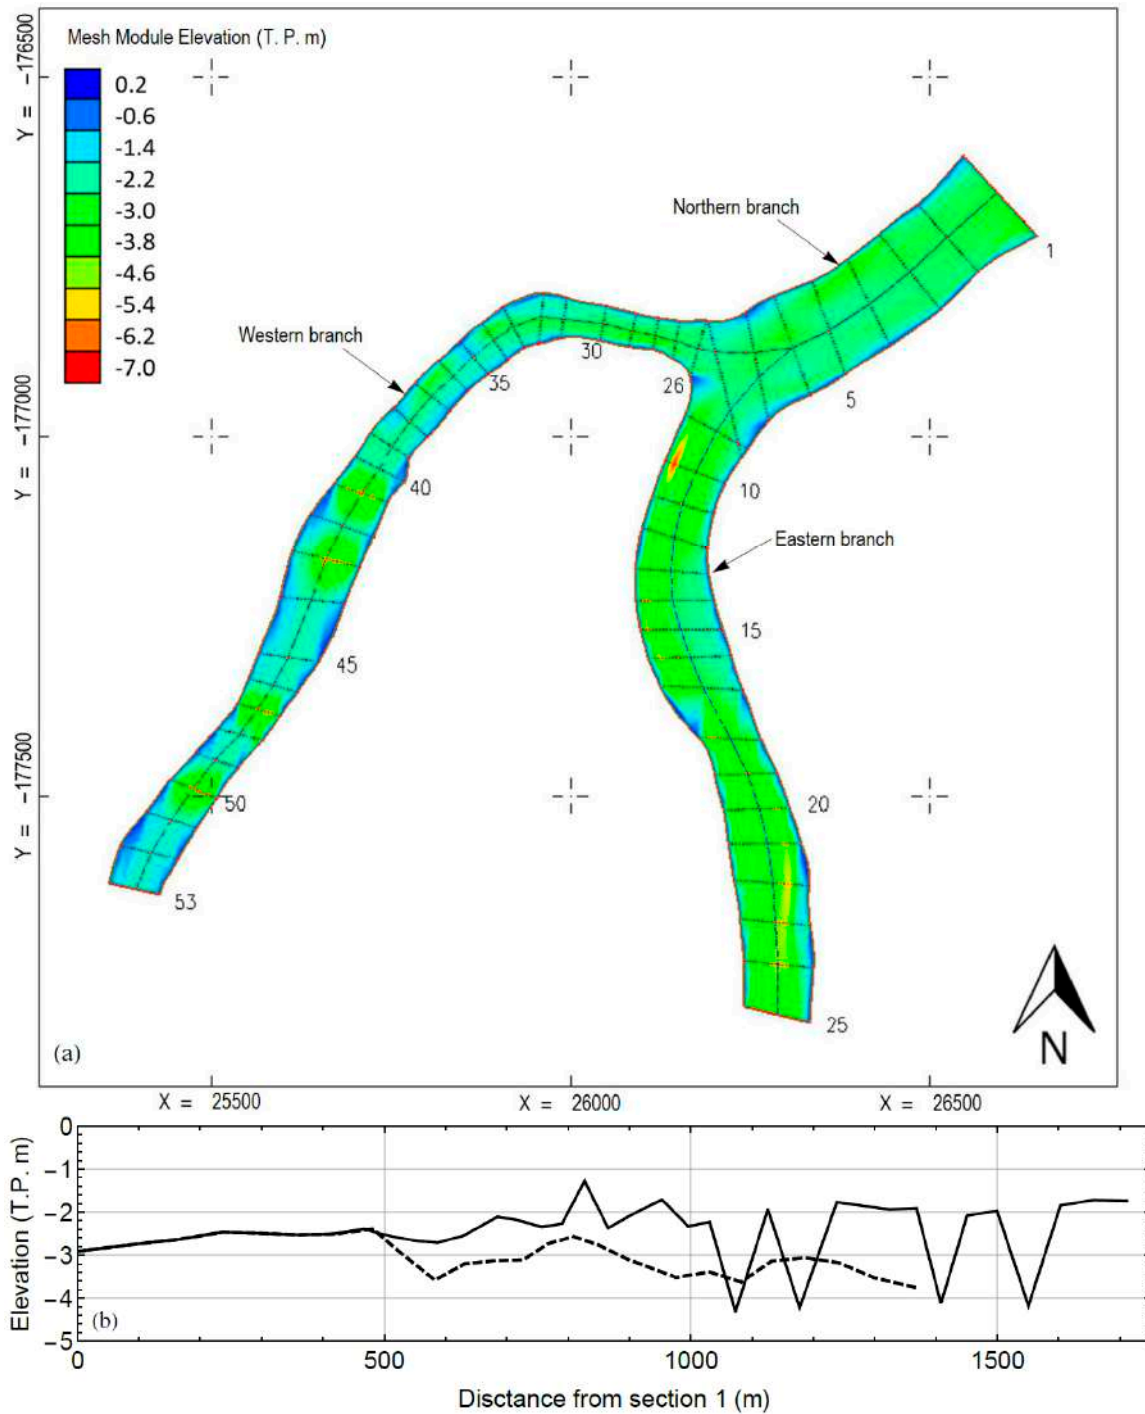 Mesh Module Elevation (T. P. m)
0.2
-0.6
-1.4
-2.2
-3.0
-3.8
-4.6
-5.4
-6.2
-7.0
Y = -176500
Y = -177000
Y = -177500
Northern branch
Western branch
Eastern branch
1
5
10
15
20
25
26
30
35
40
45
50
53
N
(a)
X = 25500
X = 26000
X = 26500
Elevation (T.P. m)
0
−1
−2
−3
−4
−5
(b)
0
500
1000
1500
Disctance from section 1 (m)